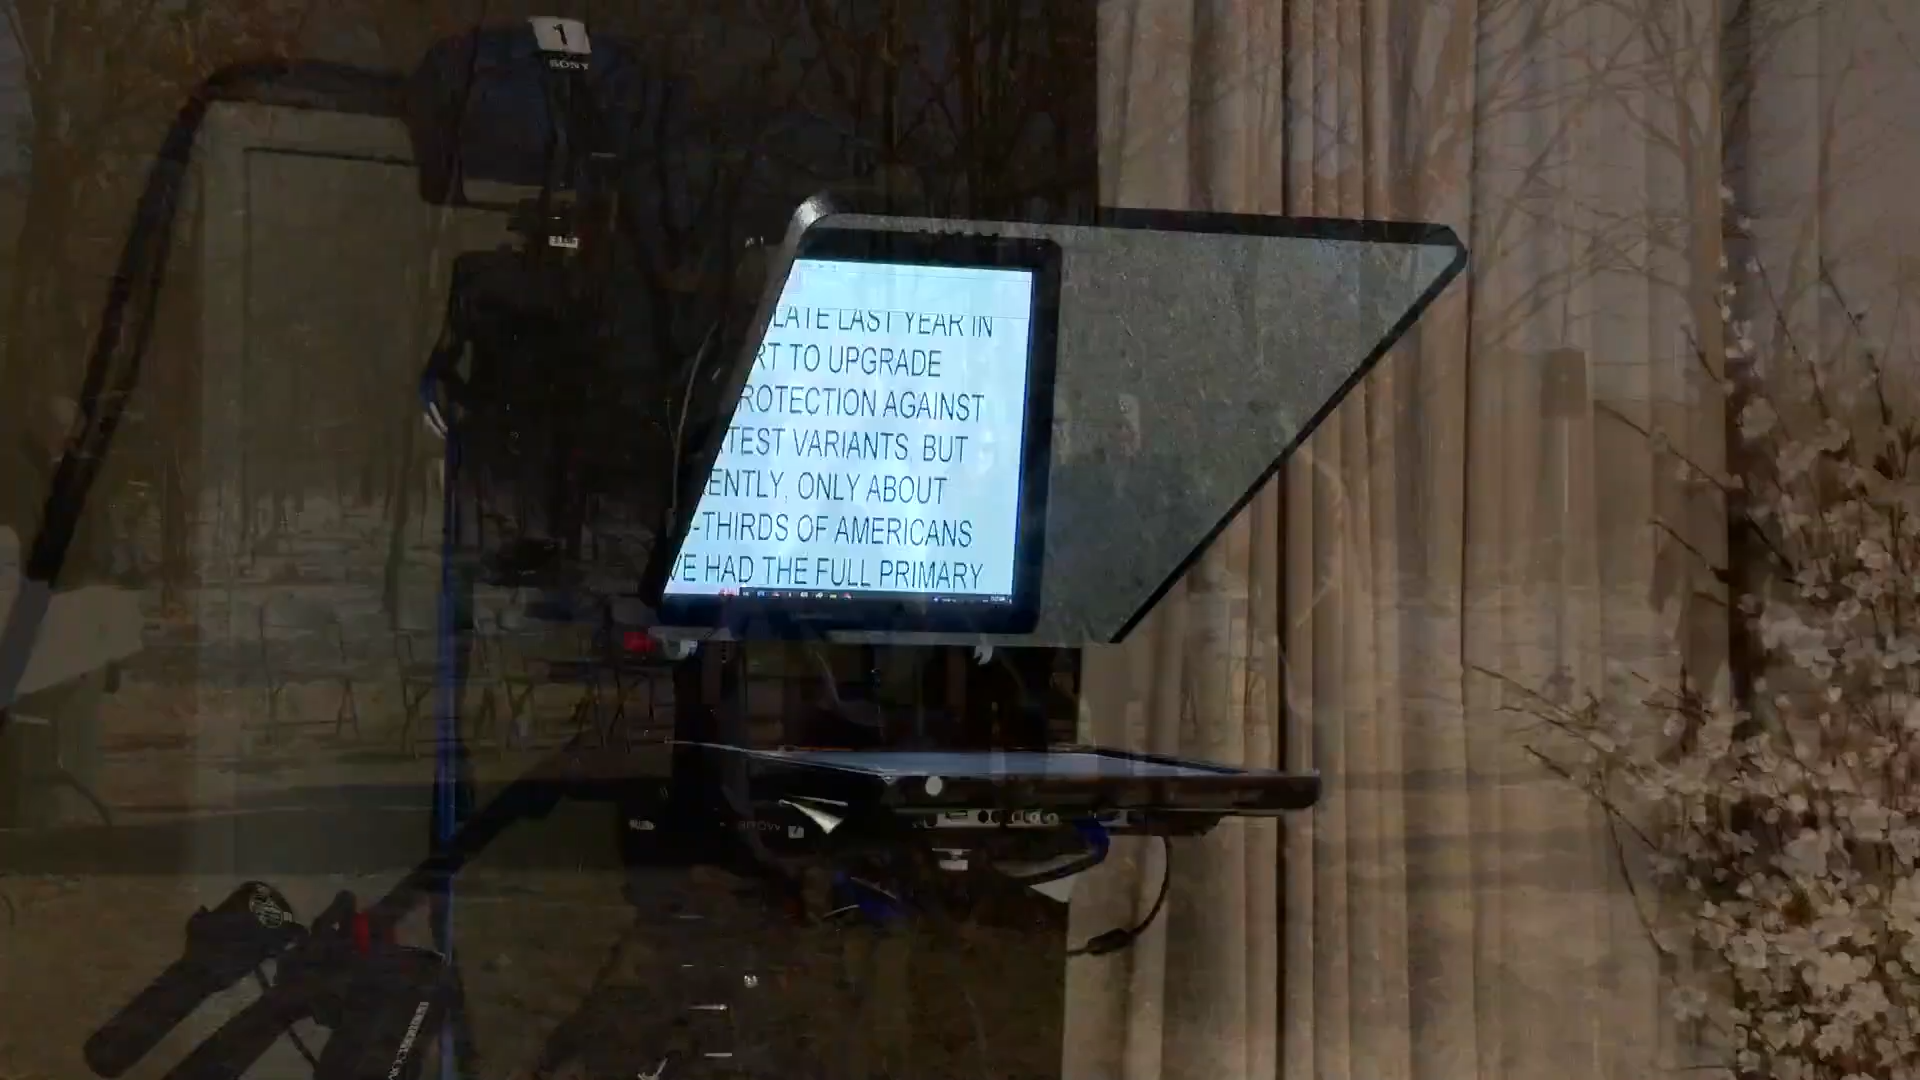 1
SONY
LATE LAST YEAR IN
RT TO UPGRADE
ROTECTION AGAINST
TEST VARIANTS, BUT
ENTLY, ONLY ABOUT
-THIRDS OF AMERICANS
VE HAD THE FULL PRIMARY